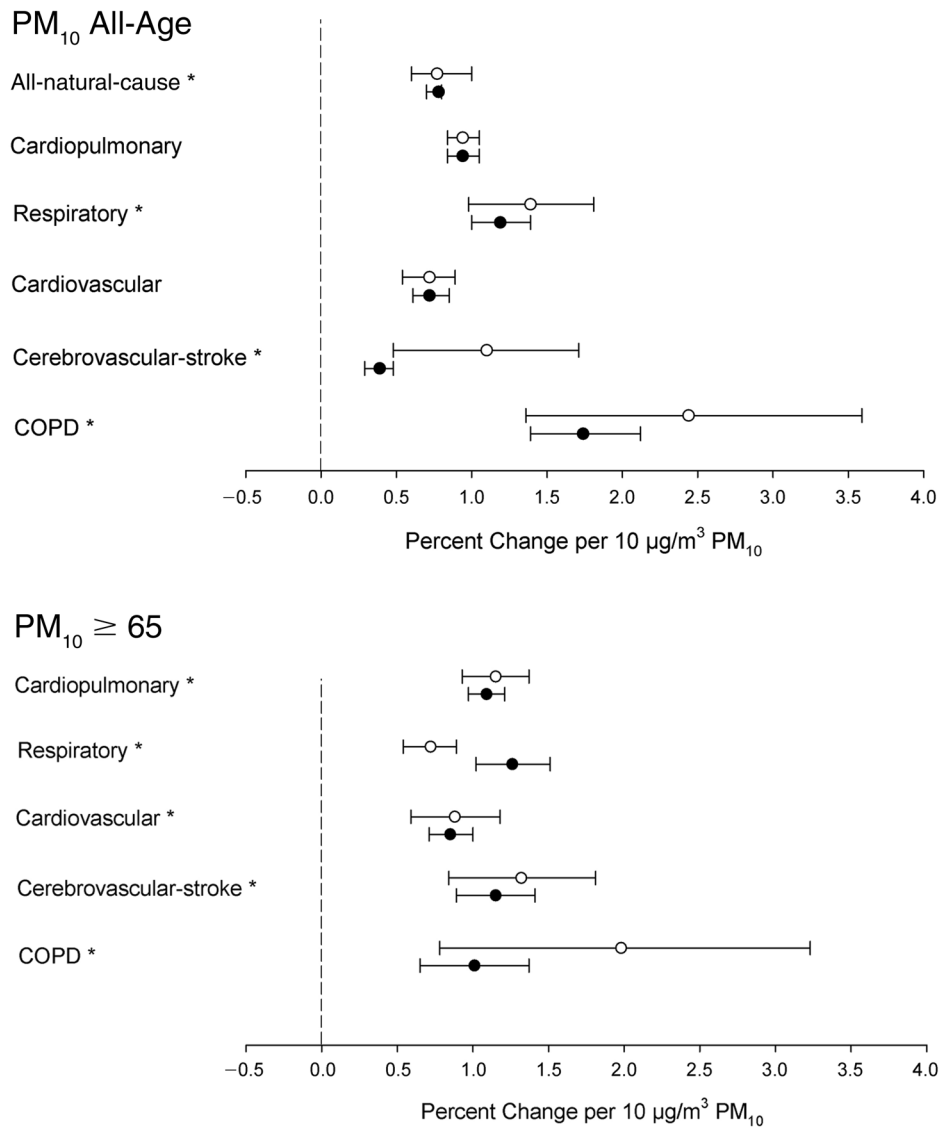 PM₁₀ All-Age
All-natural-cause *
Cardiopulmonary
Respiratory *
Cardiovascular
Cerebrovascular-stroke *
COPD *
−0.5 0.0 0.5 1.0 1.5 2.0 2.5 3.0 3.5 4.0
Percent Change per 10 µg/m³ PM₁₀
PM₁₀ ≥ 65
Cardiopulmonary *
Respiratory *
Cardiovascular *
Cerebrovascular-stroke *
COPD *
−0.5 0.0 0.5 1.0 1.5 2.0 2.5 3.0 3.5 4.0
Percent Change per 10 µg/m³ PM₁₀